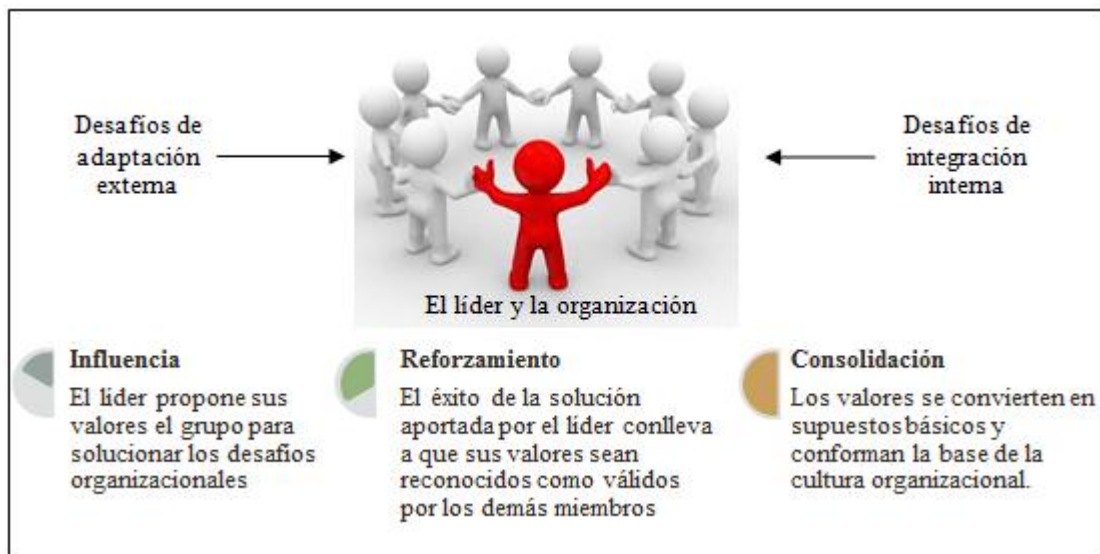 Desafíos de
adaptación
externa
Desafíos de
integración
interna
El líder y la organización
Influencia
El líder propone sus
valores el grupo para
solucionar los desafíos
organizacionales
Reforzamiento
El éxito de la solución
aportada por el líder conlleva
a que sus valores sean
reconocidos como válidos
por los demás miembros
Consolidación
Los valores se convierten en
supuestos básicos y
conforman la base de la
cultura organizacional.